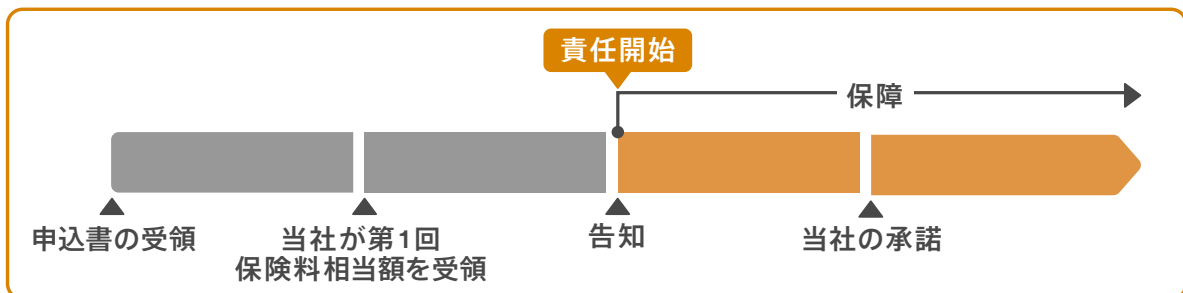 責任開始
保障
申込書の受領
当社が第1回
保険料相当額を受領
告知
当社の承諾